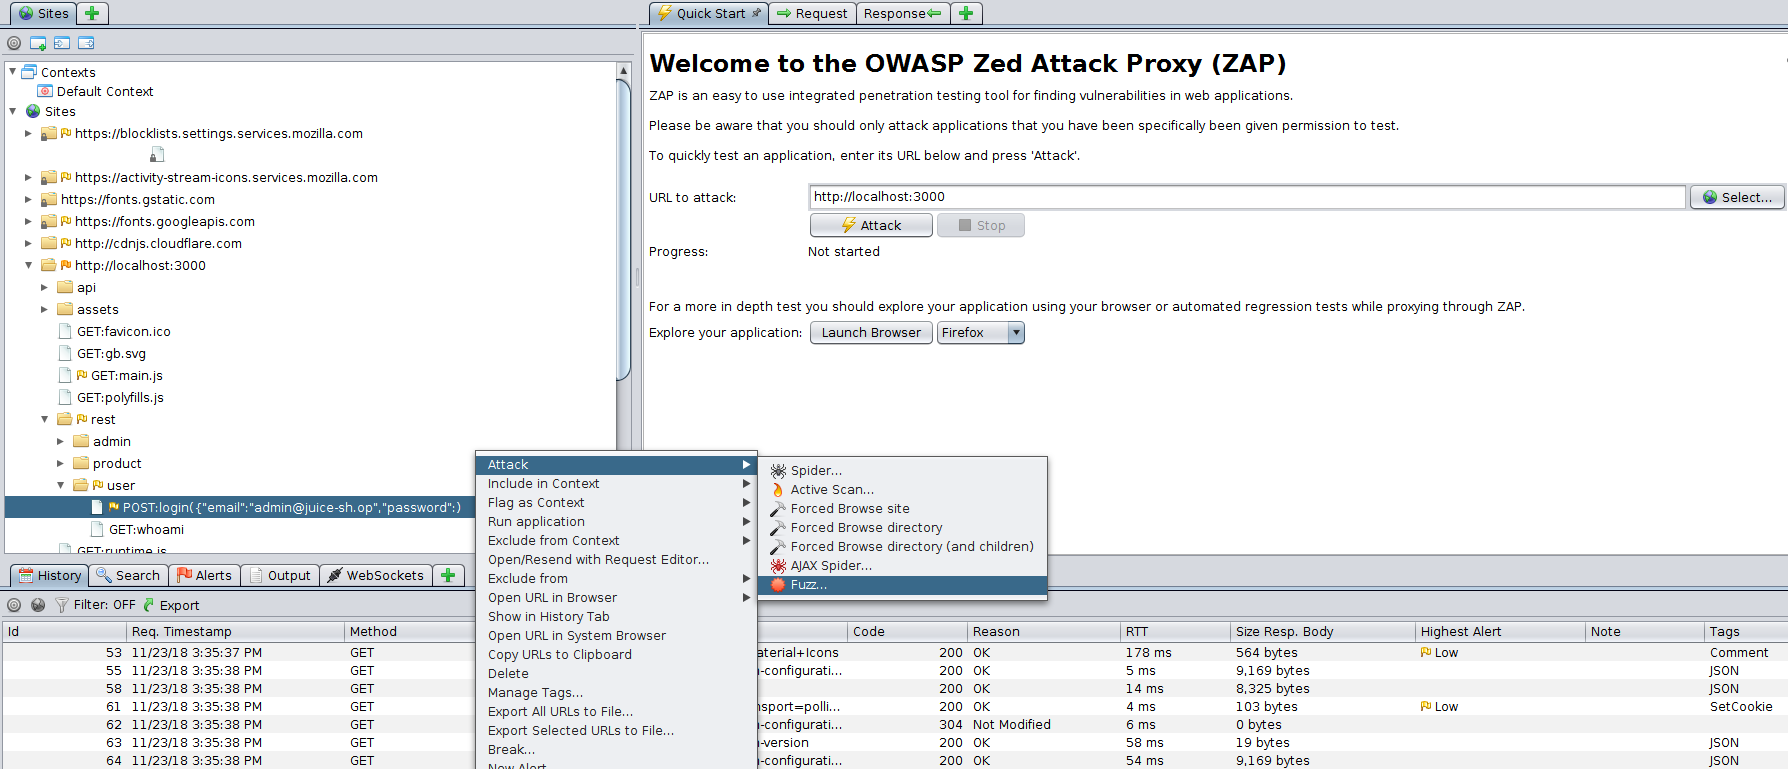 Sites
Quick Start
Request
Response
Contexts
Default Context
Sites
https://blocklists.settings.services.mozilla.com
https://activity-stream-icons.services.mozilla.com
https://fonts.gstatic.com
https://fonts.googleapis.com
http://cdnjs.cloudflare.com
http://localhost:3000
api
assets
GET:favicon.ico
GET:gb.svg
GET:main.js
GET:polyfills.js
rest
admin
product
user
POST:login({"email":"admin@juice-sh.op","password":)
GET:whoami
GET:runtime.js
Welcome to the OWASP Zed Attack Proxy (ZAP)
ZAP is an easy to use integrated penetration testing tool for finding vulnerabilities in web applications.
Please be aware that you should only attack applications that you have been specifically been given permission to test.
To quickly test an application, enter its URL below and press 'Attack'.
URL to attack: http://localhost:3000 Select...
Attack Stop
Progress: Not started
For a more in depth test you should explore your application using your browser or automated regression tests while proxying through ZAP.
Explore your application: Launch Browser Firefox
Attack
Include in Context
Flag as Context
Run application
Exclude from Context
Open/Resend with Request Editor...
Exclude from
Open URL in Browser
Show in History Tab
Open URL in System Browser
Copy URLs to Clipboard
Delete
Manage Tags...
Export All URLs to File...
Export Selected URLs to File...
Break...
New Alert
Spider...
Active Scan...
Forced Browse site
Forced Browse directory
Forced Browse directory (and children)
AJAX Spider...
Fuzz...
History Search Alerts Output WebSockets
Filter: OFF Export
Id Req. Timestamp Method Code Reason RTT Size Resp. Body Highest Alert Note Tags
53 11/23/18 3:35:37 PM GET aterial+Icons 200 OK 178 ms 564 bytes Low Comment
55 11/23/18 3:35:38 PM GET -configurati... 200 OK 5 ms 9,169 bytes JSON
58 11/23/18 3:35:38 PM GET 200 OK 14 ms 8,325 bytes JSON
61 11/23/18 3:35:38 PM GET nsport=polli... 200 OK 4 ms 103 bytes Low SetCookie
62 11/23/18 3:35:38 PM GET -configurati... 304 Not Modified 6 ms 0 bytes
63 11/23/18 3:35:38 PM GET -version 200 OK 58 ms 19 bytes JSON
64 11/23/18 3:35:38 PM GET -configurati... 200 OK 54 ms 9,169 bytes JSON